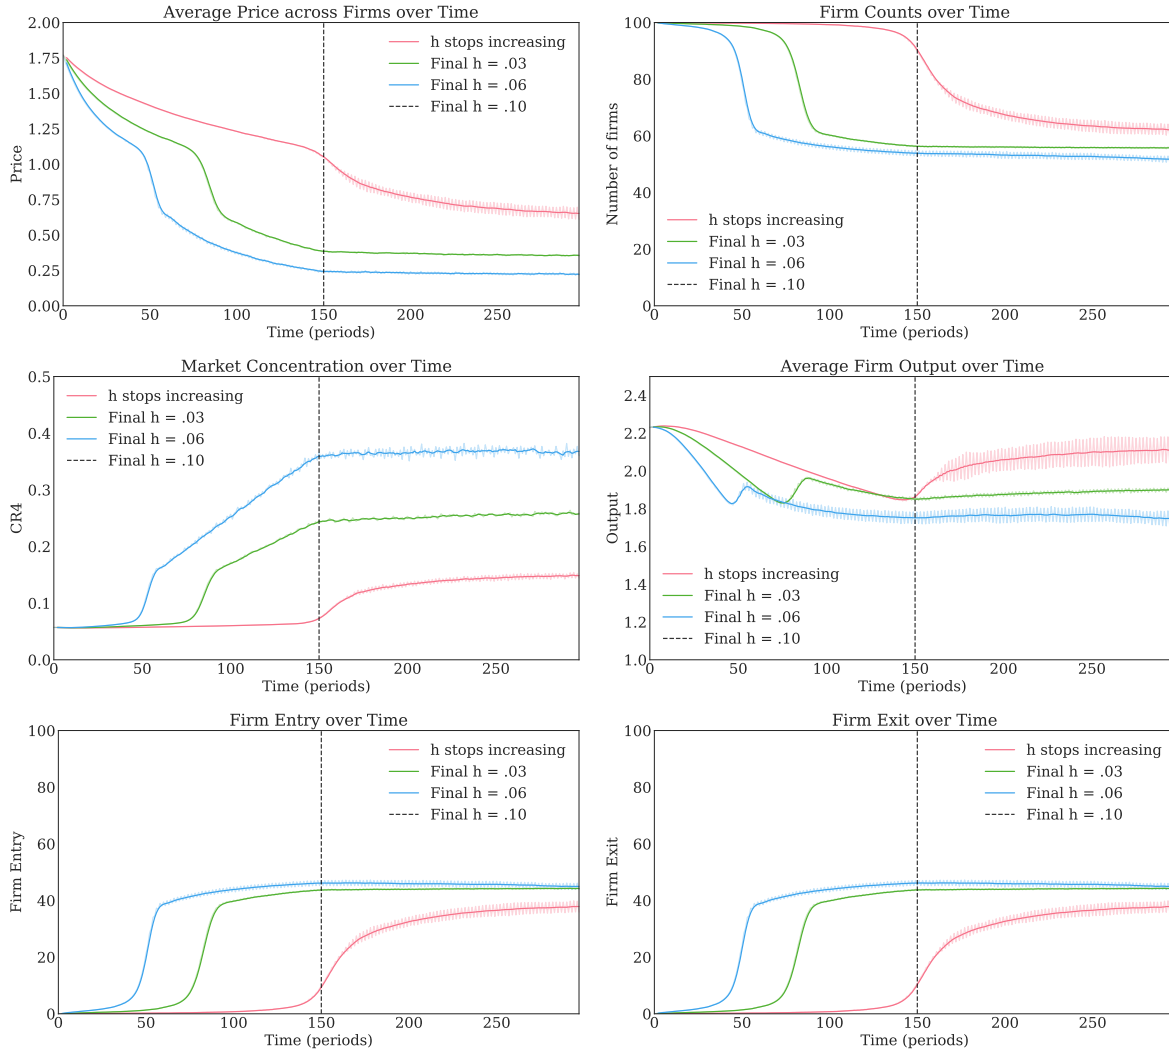 Average Price across Firms over Time
2.00
1.75
1.50
1.25
1.00
0.75
0.50
0.25
0.00
Price
0
50
100
150
200
250
Time (periods)
h stops increasing
Final h = .03
Final h = .06
Final h = .10
Firm Counts over Time
100
80
60
40
20
0
Number of firms
0
50
100
150
200
250
Time (periods)
h stops increasing
Final h = .03
Final h = .06
Final h = .10
Market Concentration over Time
0.5
0.4
0.3
0.2
0.1
0.0
CR4
0
50
100
150
200
250
Time (periods)
h stops increasing
Final h = .03
Final h = .06
Final h = .10
Average Firm Output over Time
2.4
2.2
2.0
1.8
1.6
1.4
1.2
1.0
Output
0
50
100
150
200
250
Time (periods)
h stops increasing
Final h = .03
Final h = .06
Final h = .10
Firm Entry over Time
100
80
60
40
20
0
Firm Entry
0
50
100
150
200
250
Time (periods)
h stops increasing
Final h = .03
Final h = .06
Final h = .10
Firm Exit over Time
100
80
60
40
20
0
Firm Exit
0
50
100
150
200
250
Time (periods)
h stops increasing
Final h = .03
Final h = .06
Final h = .10